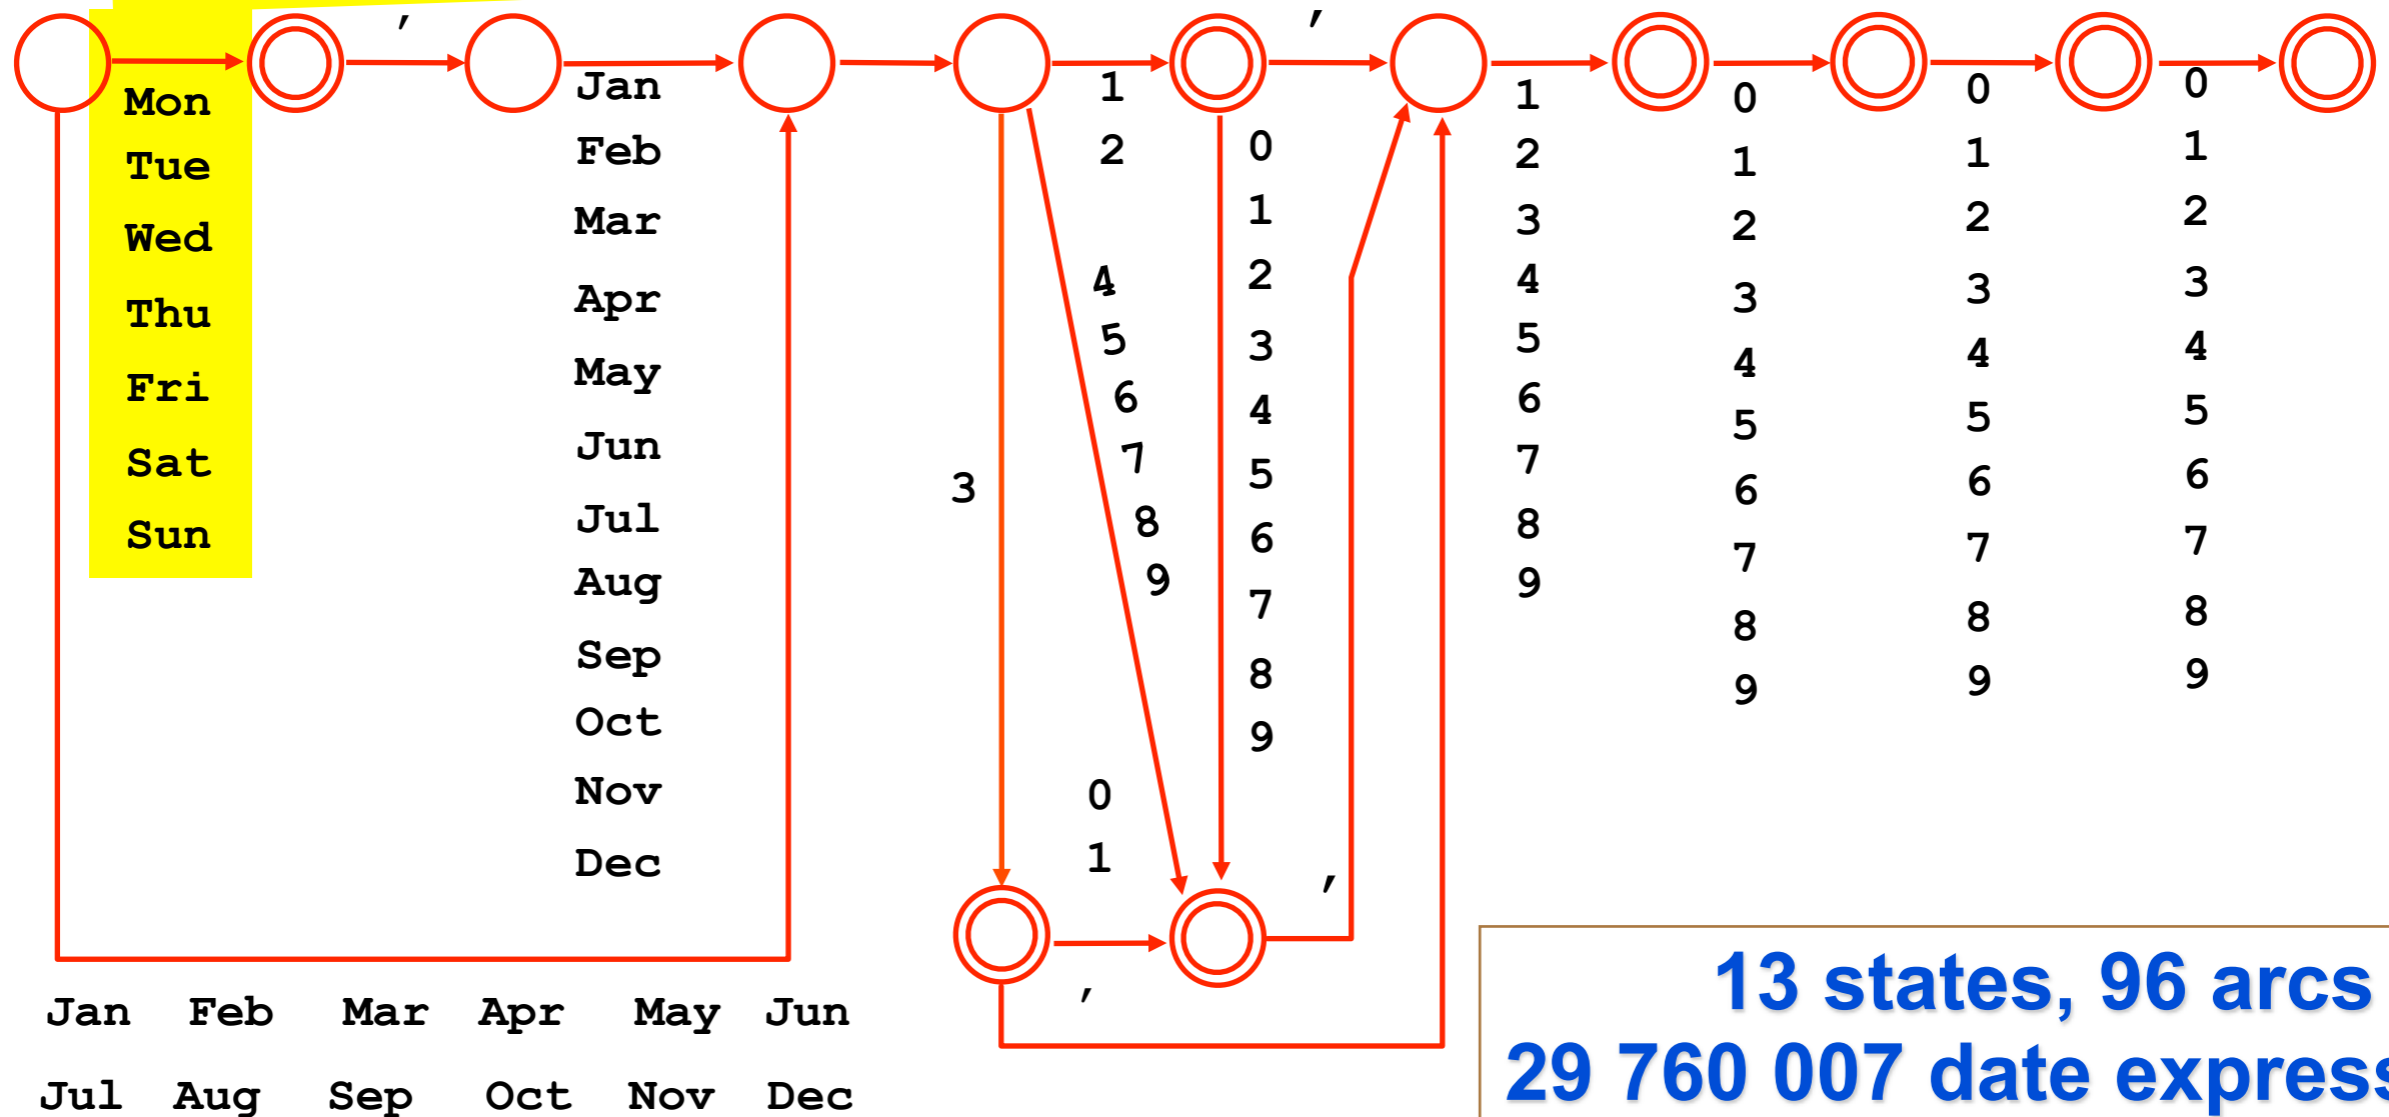 ,
Mon
Tue
Wed
Thu
Fri
Sat
Sun
Jan
Feb
Mar
Apr
May
Jun
Jul
Aug
Sep
Oct
Nov
Dec
3
1
2
4
5
6
7
8
9
0
1
,
0
1
2
3
4
5
6
7
8
9
,
,
1
2
3
4
5
6
7
8
9
0
1
2
3
4
5
6
7
8
9
0
1
2
3
4
5
6
7
8
9
0
1
2
3
4
5
6
7
8
9
Jan Feb Mar Apr May Jun
Jul Aug Sep Oct Nov Dec
13 states, 96 arcs
29 760 007 date express